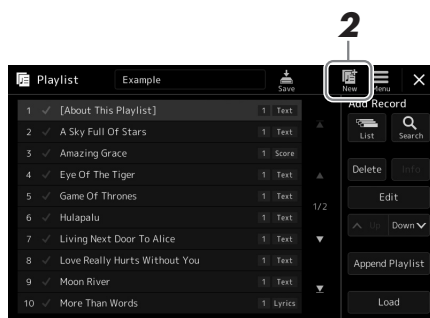 2
Playlist Example Save New Menu
Add Record
1 [About This Playlist] 1 Text
List Search
2 A Sky Full Of Stars 1 Text
3 Amazing Grace 1 Score
4 Eye Of The Tiger 1 Text
Delete Info
5 Game Of Thrones 1 Text
Edit
1/2
6 Hulapalu 1 Text
Up Down
7 Living Next Door To Alice 1 Text
8 Love Really Hurts Without You 1 Text
Append Playlist
9 Moon River 1 Text
10 More Than Words 1 Lyrics
Load